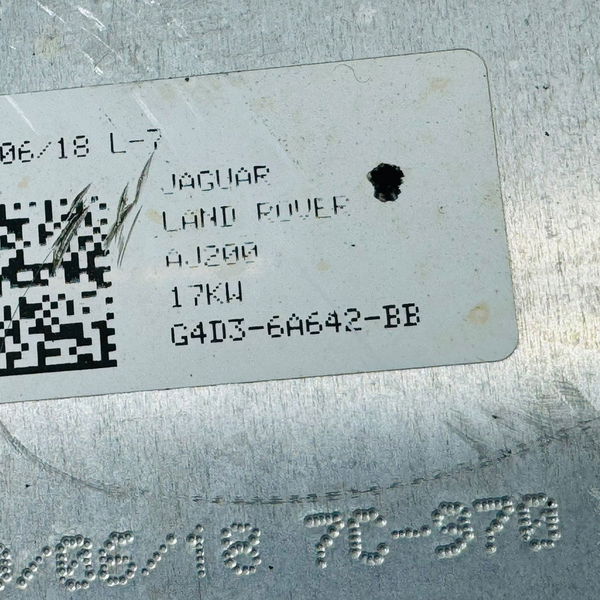 06/18 L-7
JAGUAR
LAND ROVER
AJ200
17KW
G4D3-6A642-BB
/06/18 7C-970